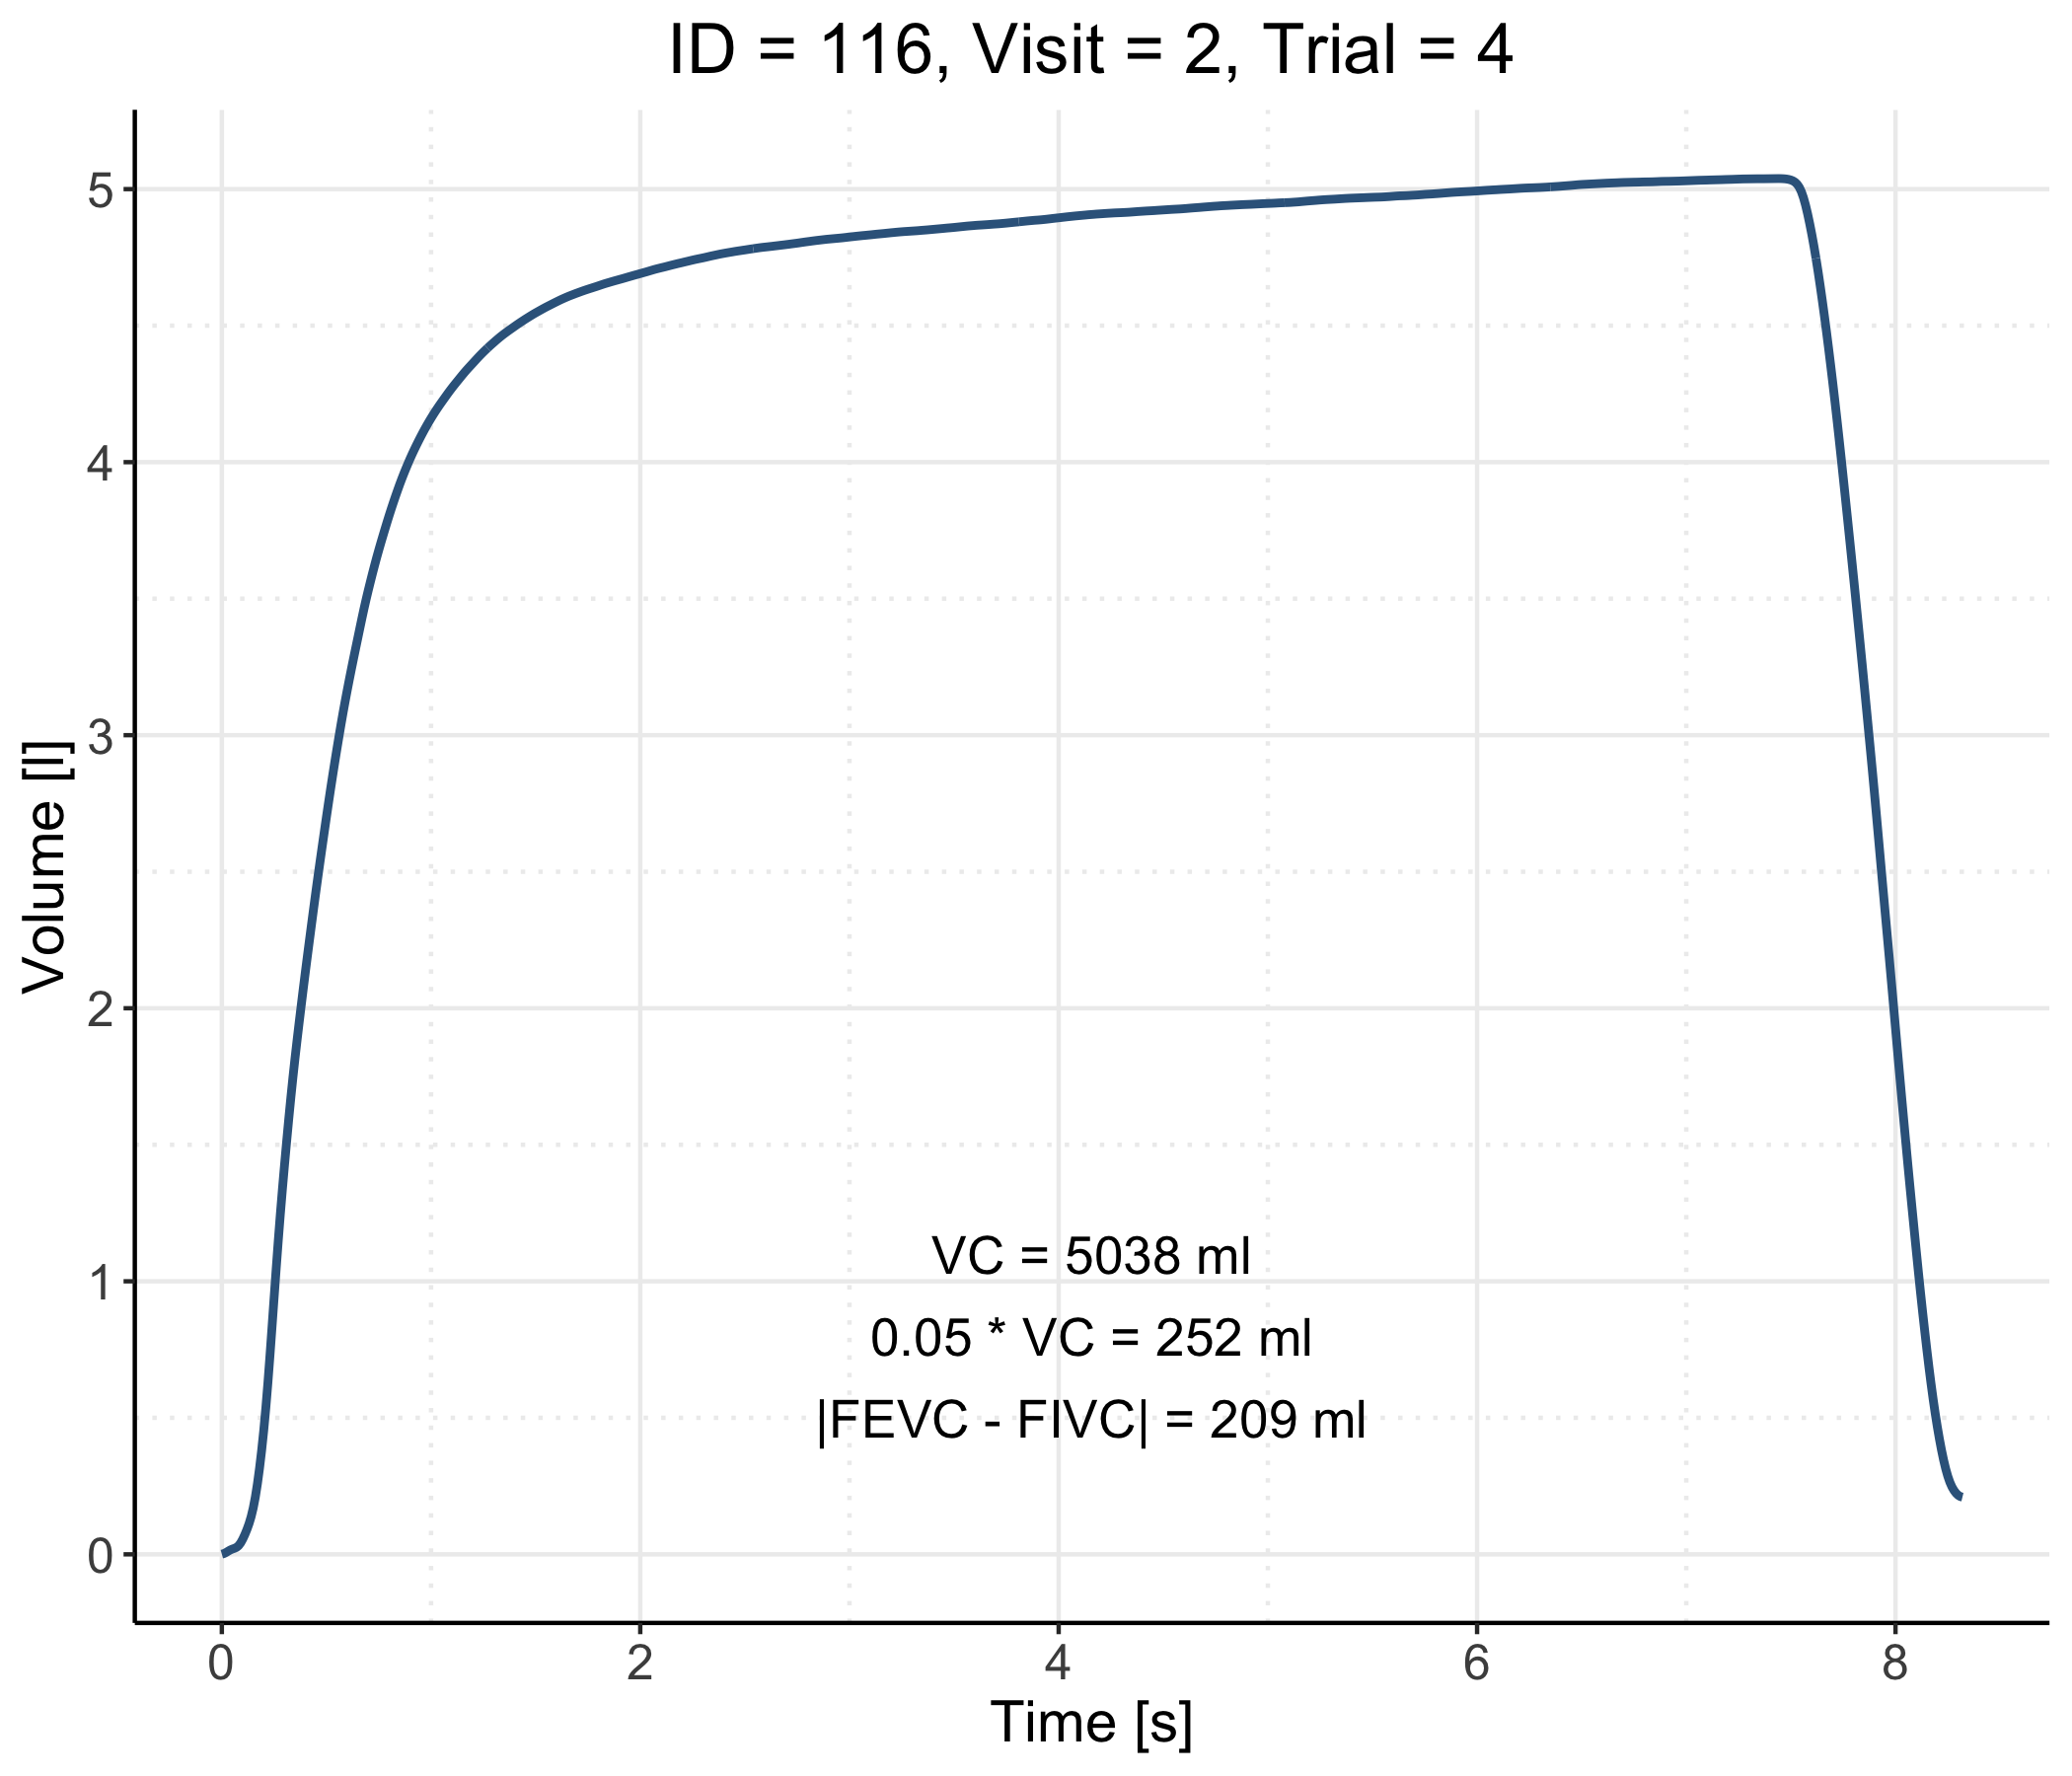 ID = 116, Visit = 2, Trial = 4
Volume [l]
5
4
3
2
1
0
VC = 5038 ml
0.05 * VC = 252 ml
|FEVC - FIVC| = 209 ml
0 2 4 6 8
Time [s]